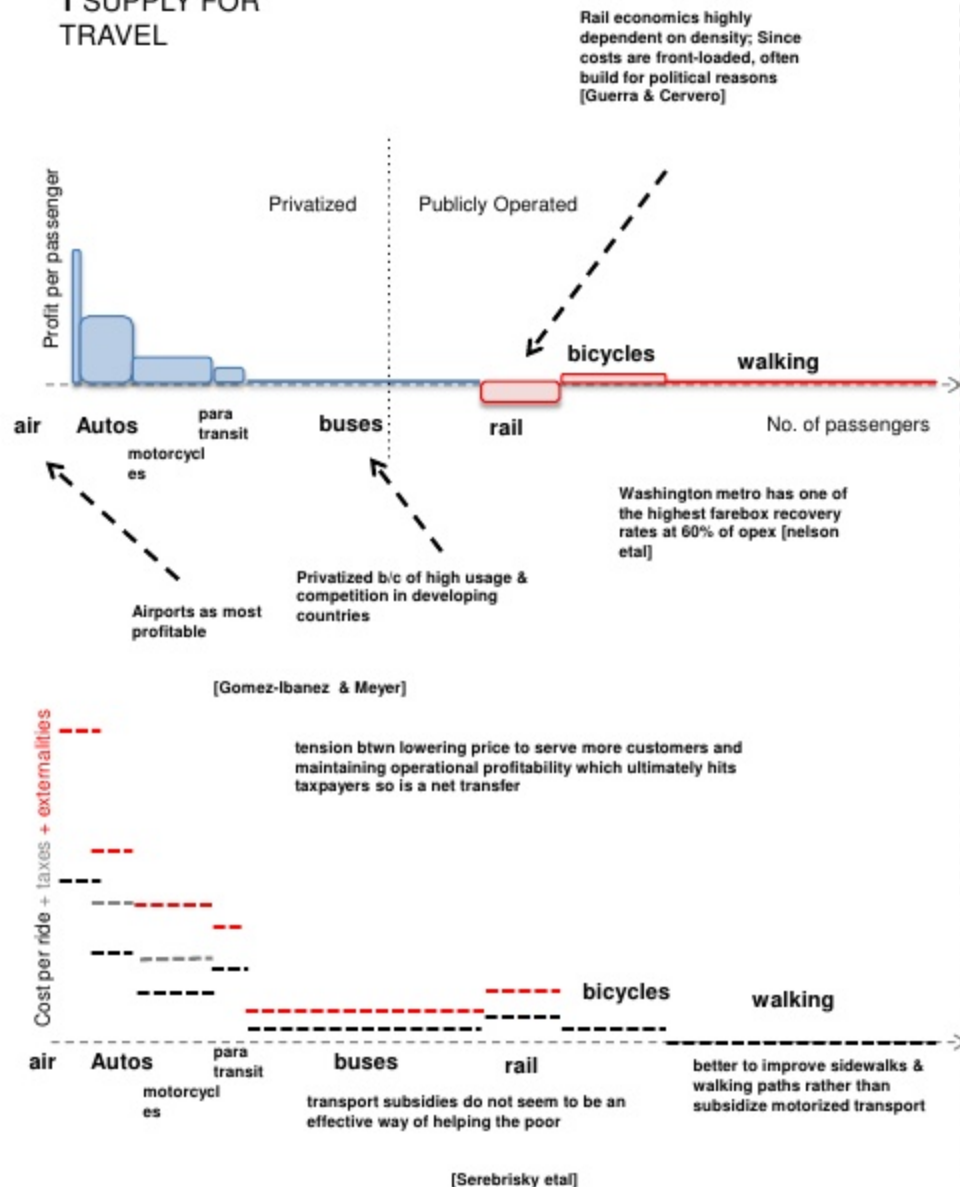 SUPPLY FOR
TRAVEL
Rail economics highly
dependent on density; Since
costs are front-loaded, often
build for political reasons
[Guerra & Cervero]
Profit per passenger
Privatized
Publicly Operated
bicycles
walking
air
Autos
para
transit
motorcycl
es
buses
rail
No. of passengers
Washington metro has one of
the highest farebox recovery
rates at 60% of opex [nelson
etal]
Privatized b/c of high usage &
competition in developing
countries
Airports as most
profitable
[Gomez-Ibanez & Meyer]
Cost per ride + taxes + externalities
tension btwn lowering price to serve more customers and
maintaining operational profitability which ultimately hits
taxpayers so is a net transfer
bicycles
walking
air
Autos
para
transit
motorcycl
es
buses
rail
better to improve sidewalks &
walking paths rather than
subsidize motorized transport
transport subsidies do not seem to be an
effective way of helping the poor
[Serebrisky etal]